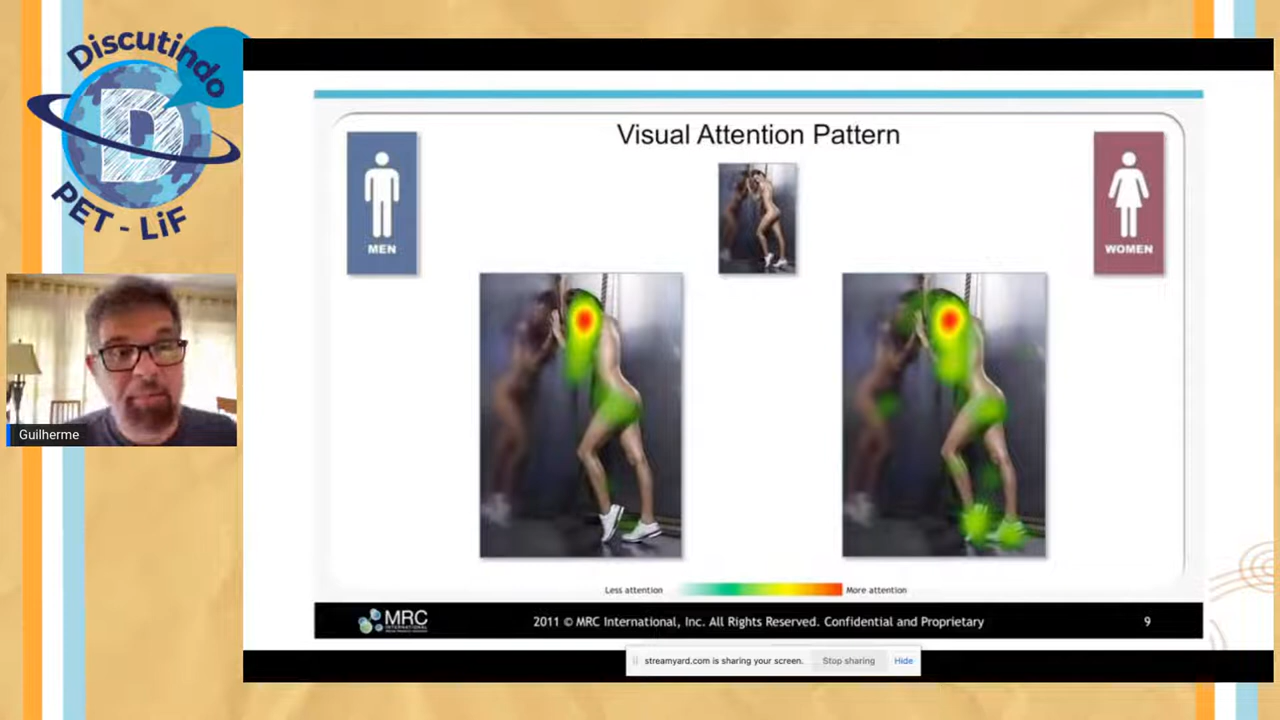 Discutindo
D
PET - LiF
Guilherme
Visual Attention Pattern
MEN
WOMEN
Less attention
More attention
MRC
INTERNATIONAL
2011 © MRC International, Inc. All Rights Reserved. Confidential and Proprietary
9
streamyard.com is sharing your screen.
Stop sharing
Hide